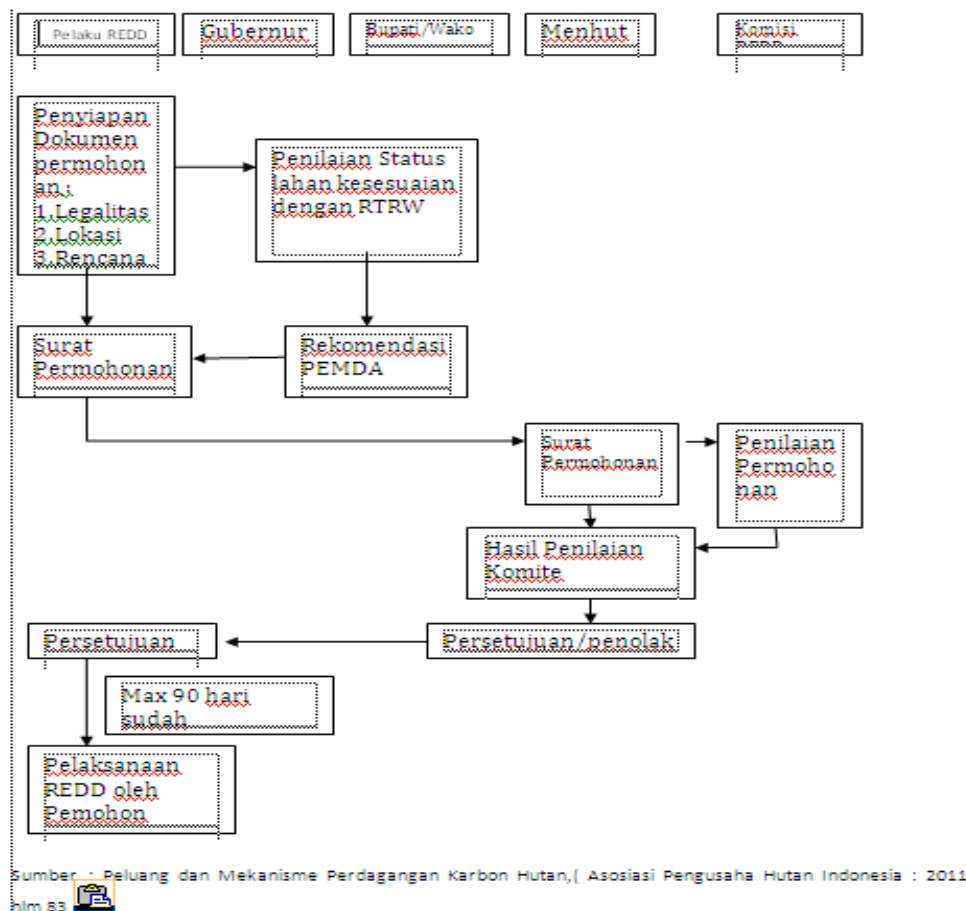 Pelaku REDD
Gubernur
Bupati/Wako
Menhut
Komisi
REDD
Penyiapan
Dokumen
permohon
an :
1.Legalitas
2.Lokasi
3.Rencana
Penilaian Status
lahan kesesuaian
dengan RTRW
Surat
Permohonan
Rekomendasi
PEMDA
Surat
Permohonan
Penilaian
Permoho
nan
Hasil Penilaian
Komite
Persetujuan
Persetujuan/penolak
Max 90 hari
sudah
Pelaksanaan
REDD oleh
Pemohon
Sumber : Peluang dan Mekanisme Perdagangan Karbon Hutan,( Asosiasi Pengusaha Hutan Indonesia : 2011
hlm 83